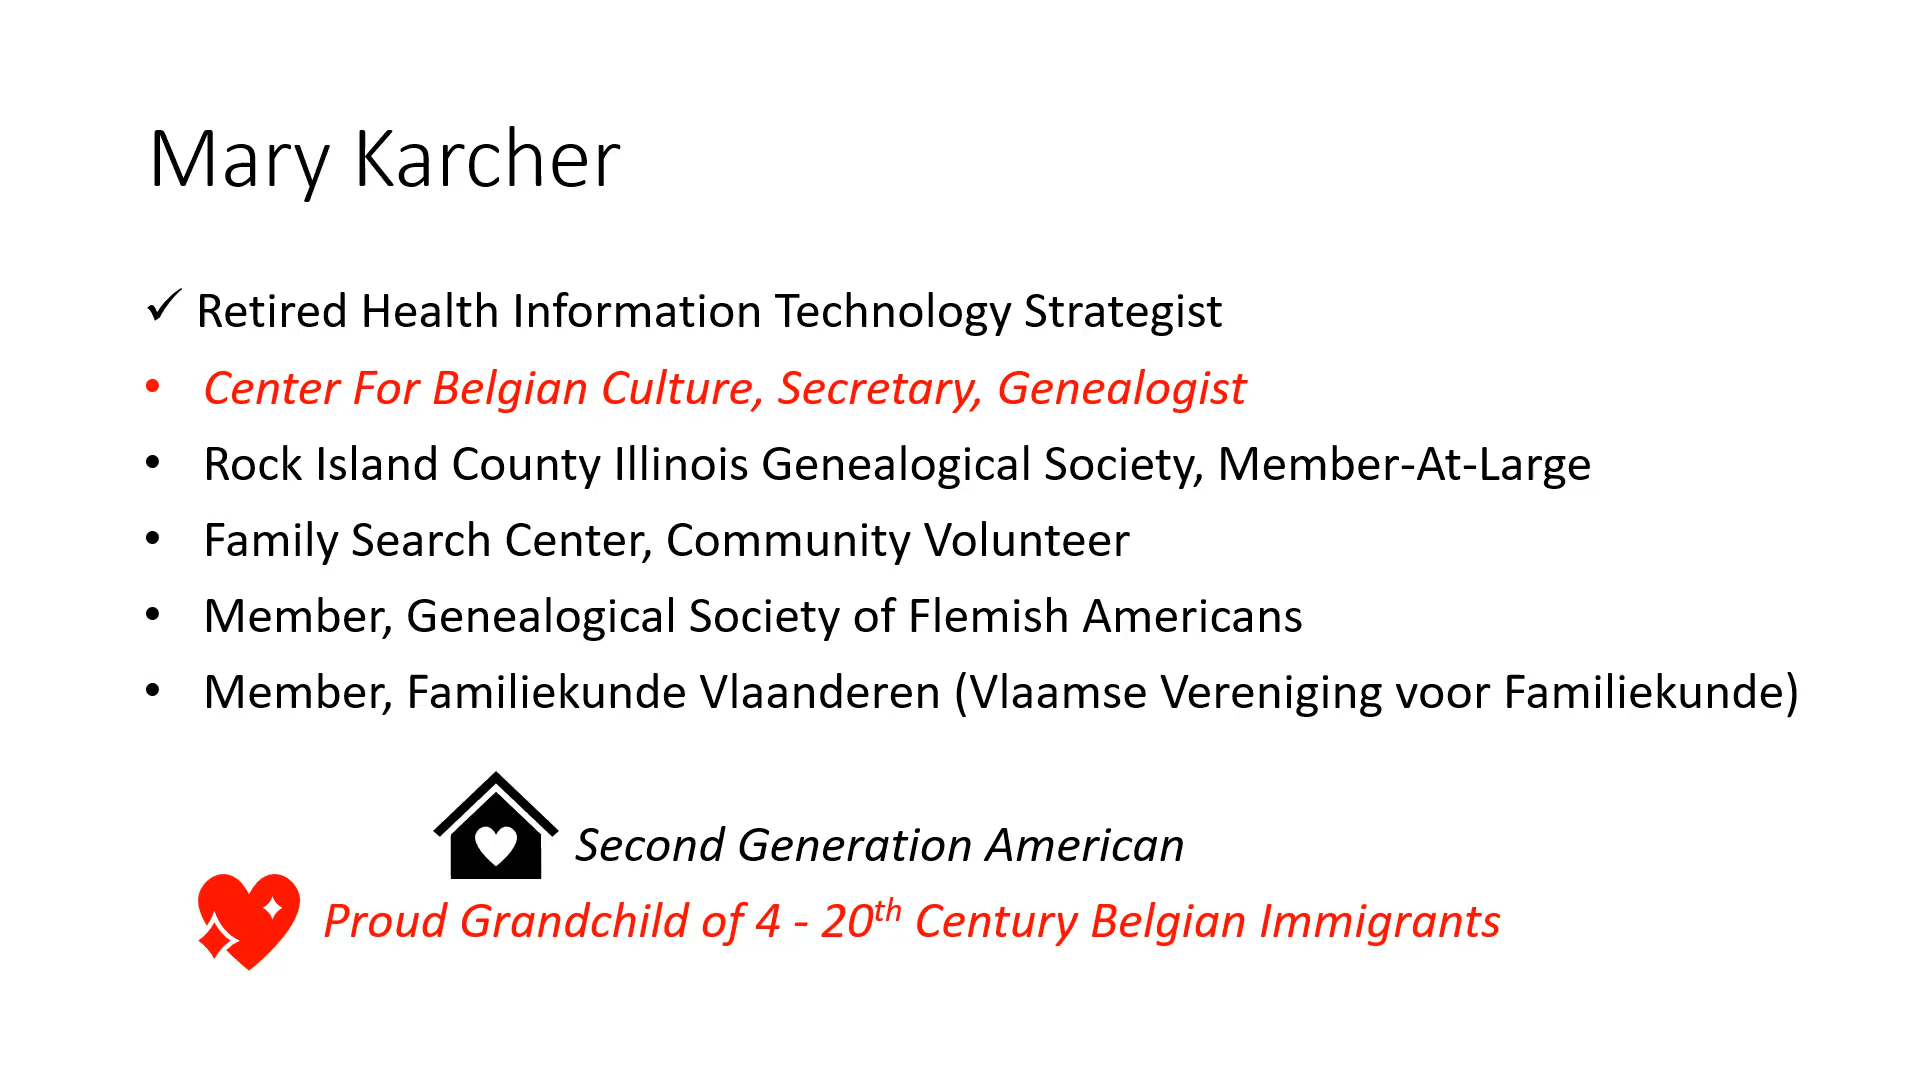 Mary Karcher
✓ Retired Health Information Technology Strategist
• Center For Belgian Culture, Secretary, Genealogist
• Rock Island County Illinois Genealogical Society, Member-At-Large
• Family Search Center, Community Volunteer
• Member, Genealogical Society of Flemish Americans
• Member, Familiekunde Vlaanderen (Vlaamse Vereniging voor Familiekunde)
Second Generation American
Proud Grandchild of 4 - 20th Century Belgian Immigrants